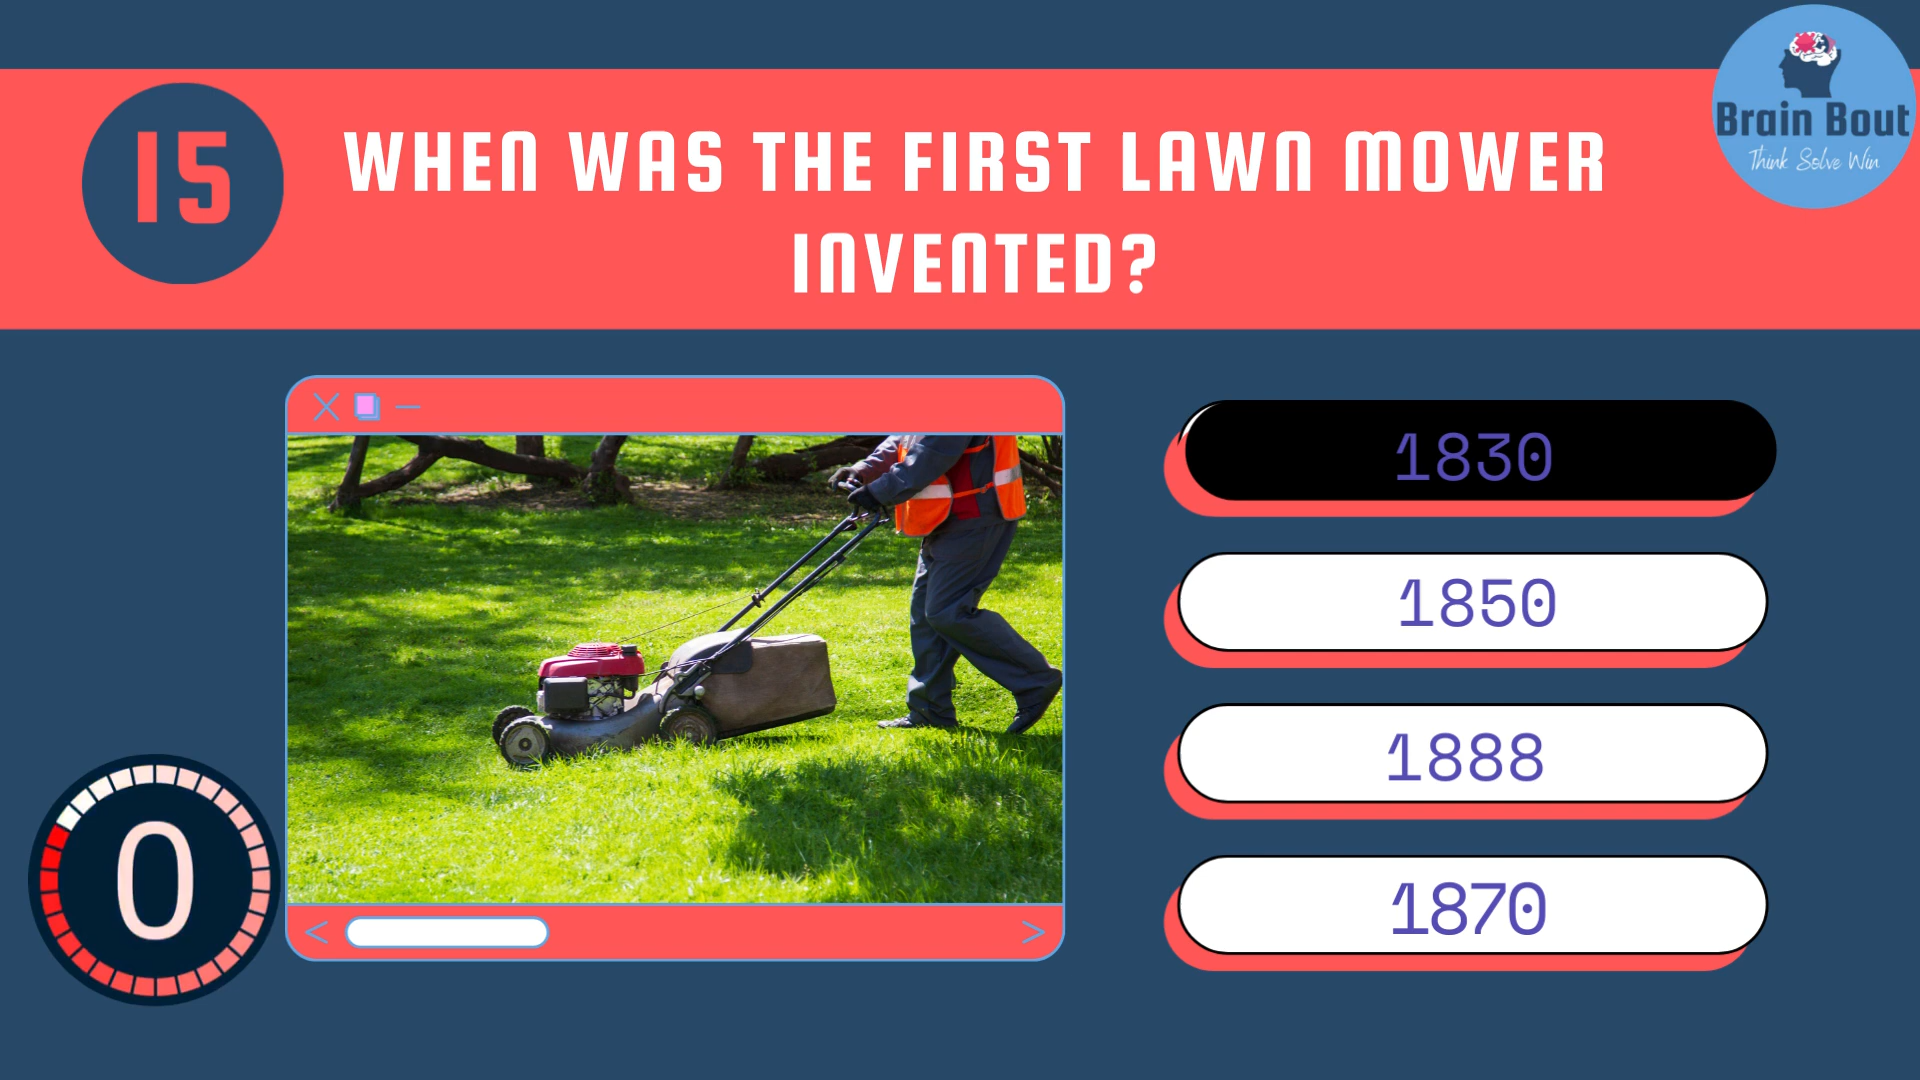 15
WHEN WAS THE FIRST LAWN MOWER
INVENTED?
Brain Bout
Think Solve Win
1830
1850
1888
1870
0